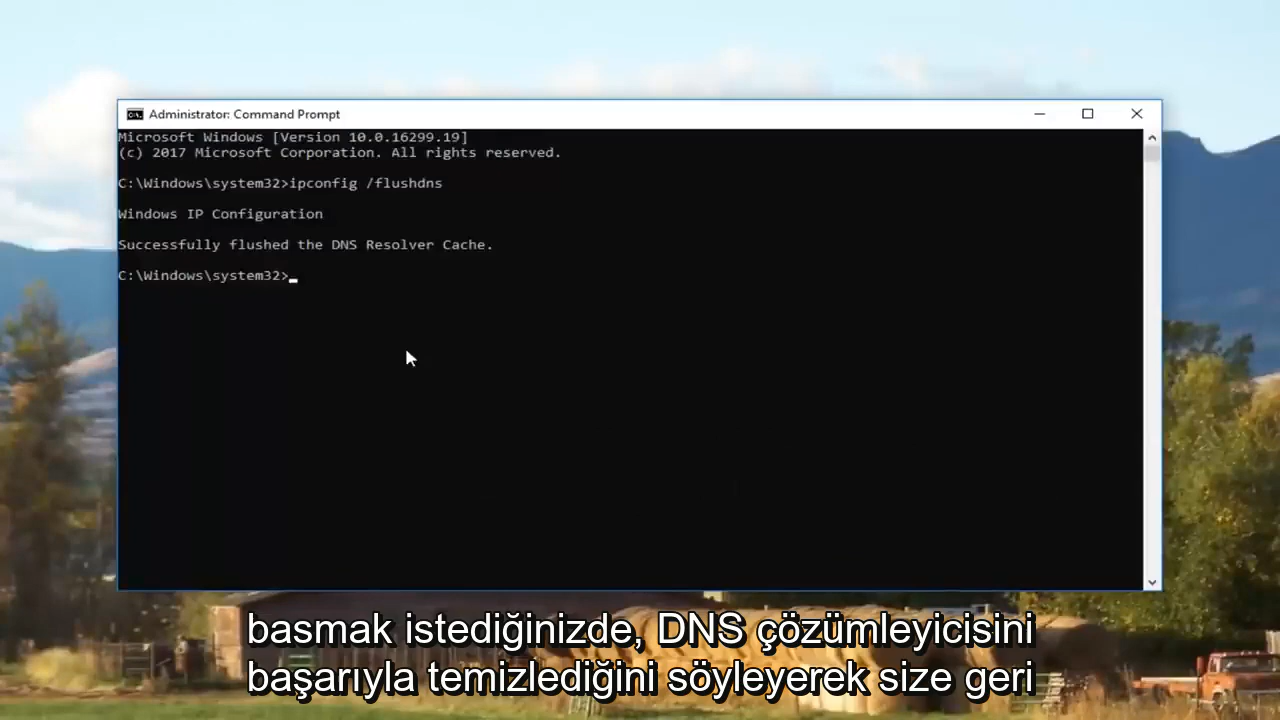 Administrator: Command Prompt
Microsoft Windows [Version 10.0.16299.19]
(c) 2017 Microsoft Corporation. All rights reserved.
C:\Windows\system32>ipconfig /flushdns
Windows IP Configuration
Successfully flushed the DNS Resolver Cache.
C:\Windows\system32>
basmak istediğinizde, DNS çözümleyicisini
başarıyla temizlediğini söyleyerek size geri